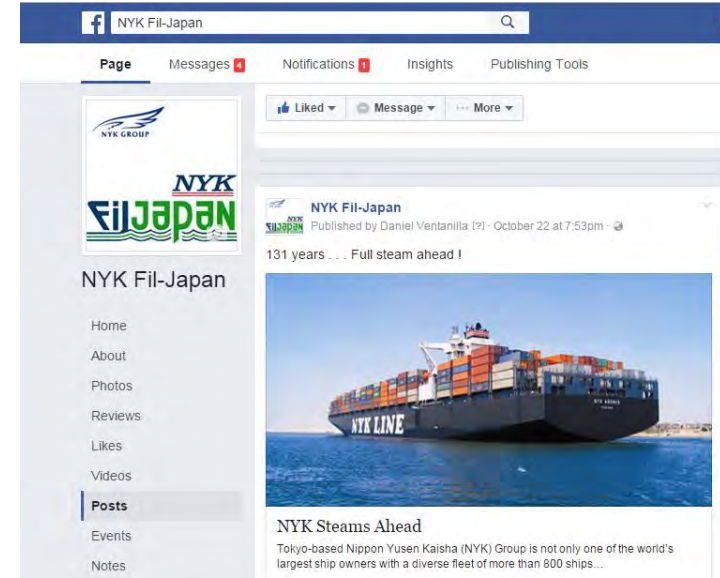 NYK Fil-Japan
Page Messages 4 Notifications 1 Insights Publishing Tools
Liked Message More
NYK GROUP
NYK
FilJapan
NYK Fil-Japan
Home
About
Photos
Reviews
Likes
Videos
Posts
Events
Notes
NYK
FilJapan
NYK Fil-Japan
Published by Daniel Ventanilla [?] · October 22 at 7:53pm ·
131 years . . . Full steam ahead !
NYK LINE
NYK Steams Ahead
Tokyo-based Nippon Yusen Kaisha (NYK) Group is not only one of the world's
largest ship owners with a diverse fleet of more than 800 ships...